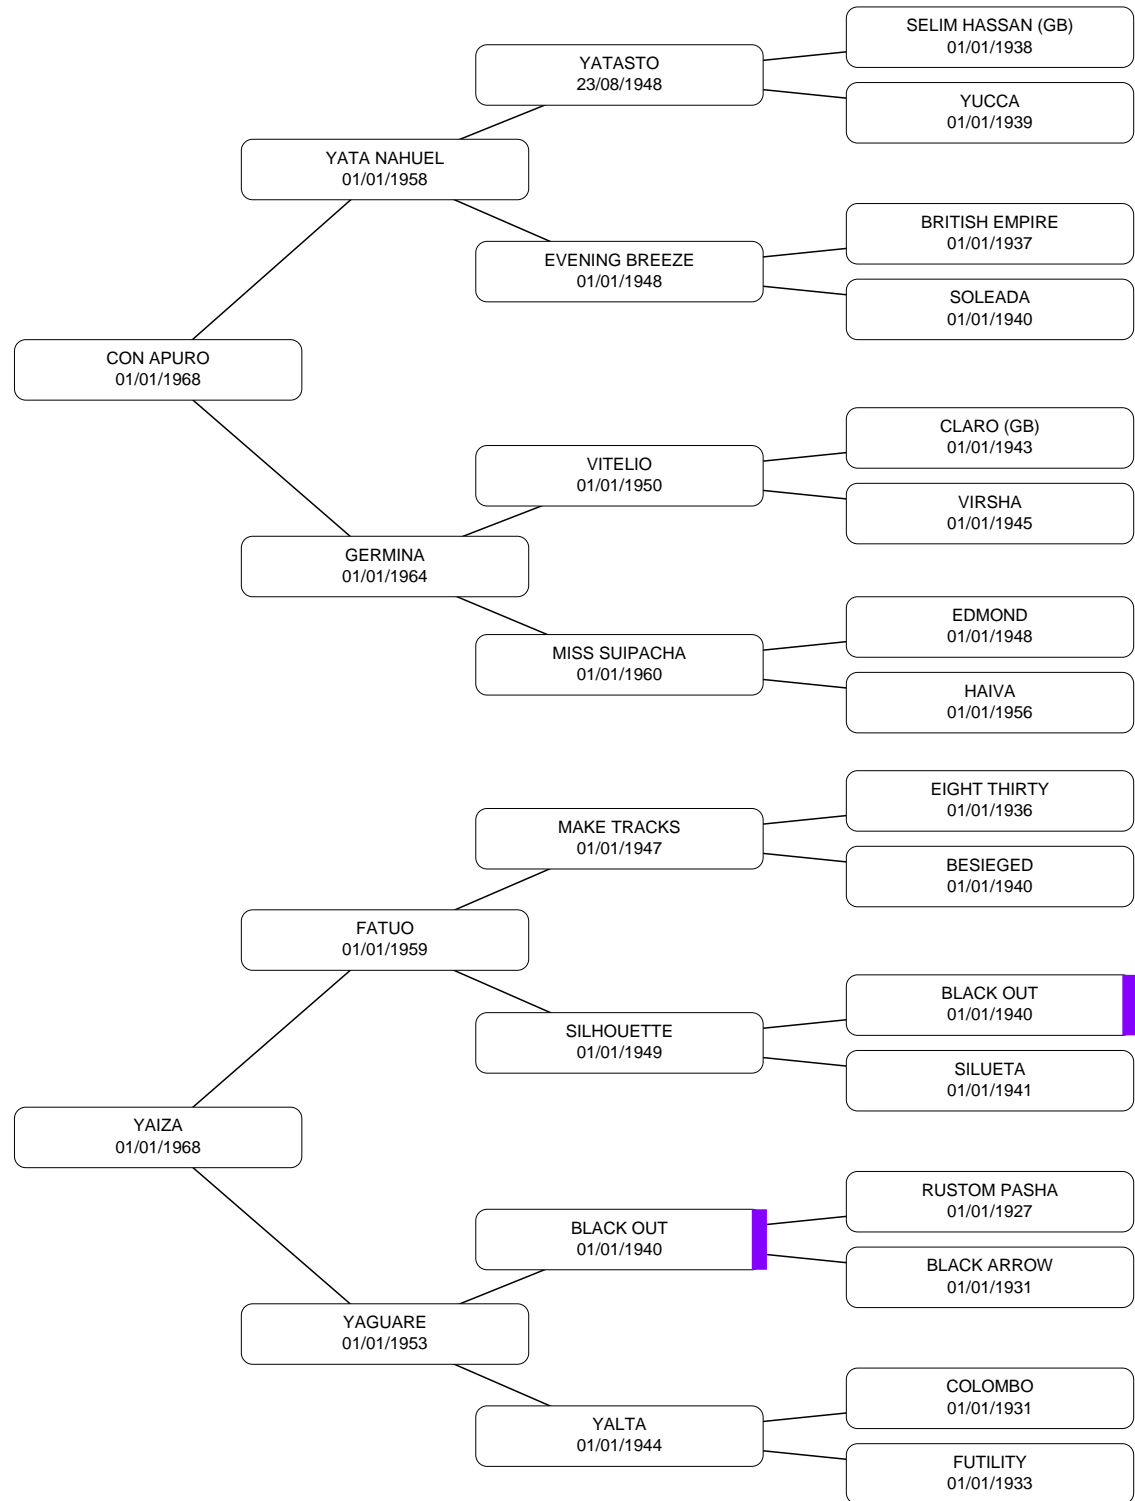 SELIM HASSAN (GB)
01/01/1938
YATASTO
23/08/1948
YUCCA
01/01/1939
YATA NAHUEL
01/01/1958
BRITISH EMPIRE
01/01/1937
EVENING BREEZE
01/01/1948
SOLEADA
01/01/1940
CON APURO
01/01/1968
CLARO (GB)
01/01/1943
VITELIO
01/01/1950
VIRSHA
01/01/1945
GERMINA
01/01/1964
EDMOND
01/01/1948
MISS SUIPACHA
01/01/1960
HAIVA
01/01/1956
EIGHT THIRTY
01/01/1936
MAKE TRACKS
01/01/1947
BESIEGED
01/01/1940
FATUO
01/01/1959
BLACK OUT
01/01/1940
SILHOUETTE
01/01/1949
SILUETA
01/01/1941
YAIZA
01/01/1968
RUSTOM PASHA
01/01/1927
BLACK OUT
01/01/1940
BLACK ARROW
01/01/1931
YAGUARE
01/01/1953
COLOMBO
01/01/1931
YALTA
01/01/1944
FUTILITY
01/01/1933